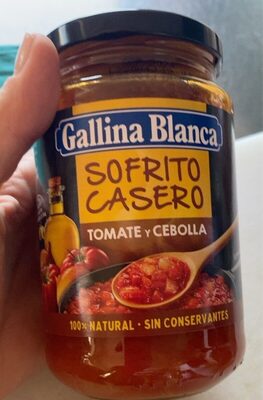 Gallina Blanca
SOFRITO
CASERO
TOMATE Y CEBOLLA
100% NATURAL - SIN CONSERVANTES